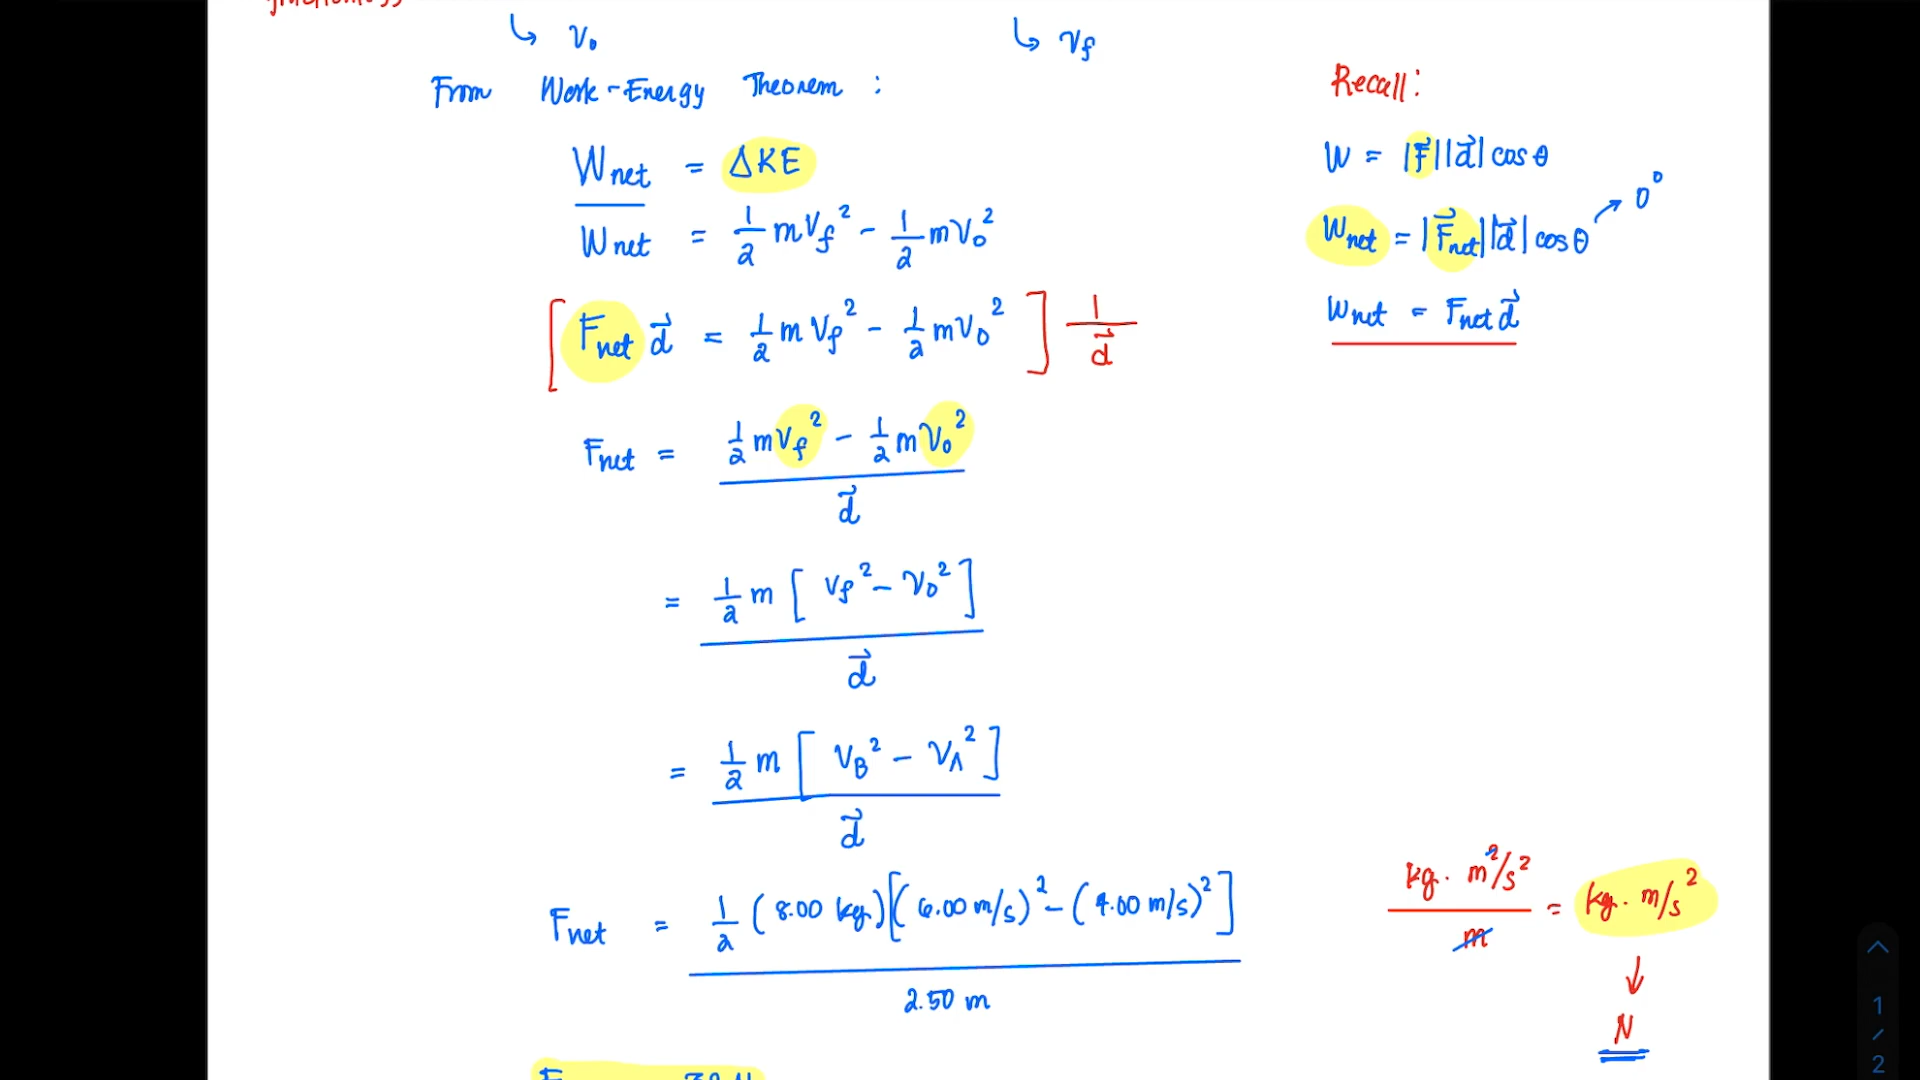 frictionless
↳ V₀
↳ Vf
From Work-Energy Theorem :
Wnet = ΔKE
Wnet = 1/2 mVf² - 1/2 mV₀²
[ Fnet d⃗ = 1/2 mVf² - 1/2 mV₀² ] 1/d⃗
Fnet = (1/2 mVf² - 1/2 mV₀²) / d⃗
= 1/2 m [ Vf² - V₀² ] / d⃗
= 1/2 m [ VB² - VA² ] / d⃗
Fnet = 1/2 (8.00 kg)[(6.00 m/s)² - (4.00 m/s)²] / 2.50 m
Recall:
W = |F⃗||d⃗| cos θ
Wnet = |F⃗net||d⃗| cos θ → 0°
Wnet = Fnet d⃗
kg. m²/s² / m = kg. m/s²
↓
N
1
/
2